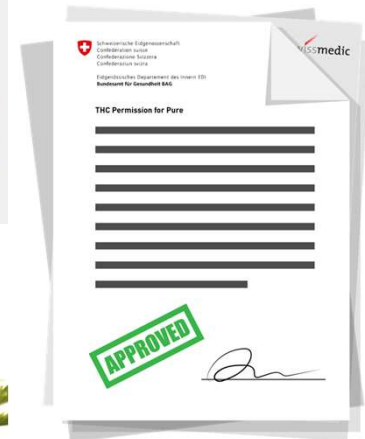 Schweizerische Eidgenossenschaft
Confédération suisse
Confederazione Svizzera
Confederaziun svizra
Eidgenössisches Departement des Innern EDI
Bundesamt für Gesundheit BAG
swissmedic
THC Permission for Pure
APPROVED